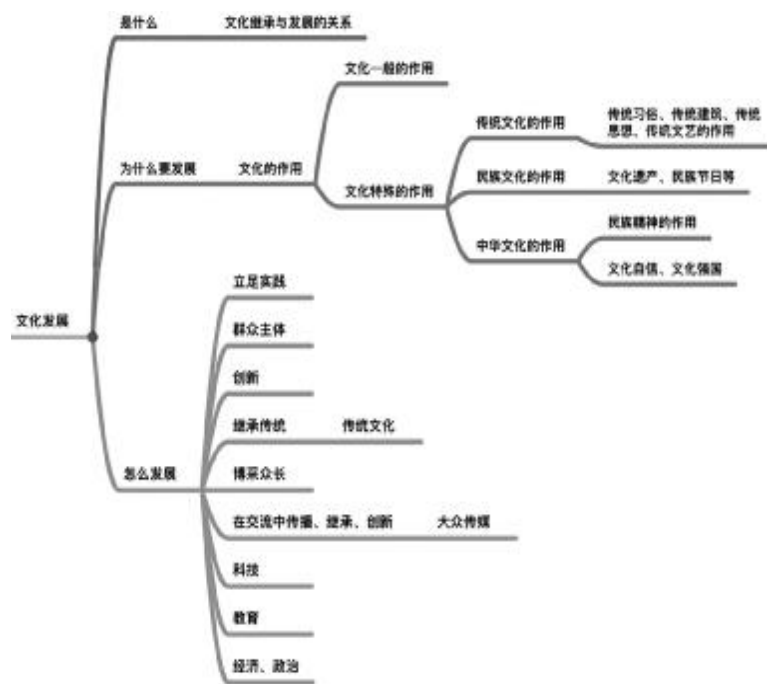 是什么
文化继承与发展的关系
文化一般的作用
传统文化的作用
传统习俗、传统建筑、传统
思想、传统文艺的作用
为什么要发展
文化的作用
文化特殊的作用
民族文化的作用
文化遗产、民族节日等
中华文化的作用
民族精神的作用
文化自信、文化强国
文化发展
怎么发展
立足实践
群众主体
创新
继承传统
传统文化
博采众长
在交流中传播、继承、创新
大众传媒
科技
教育
经济、政治